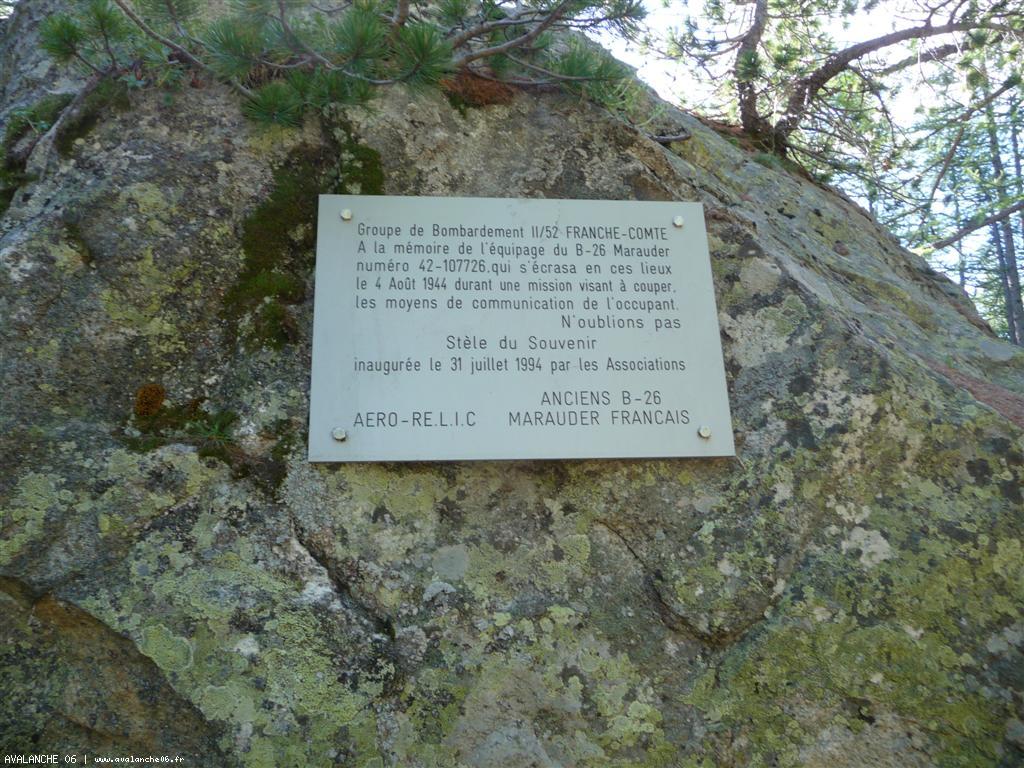 Groupe de Bombardement II/52 FRANCHE-COMTE
A la mémoire de l'équipage du B-26 Marauder
numéro 42-107726,qui s'écrasa en ces lieux
le 4 Août 1944 durant une mission visant à couper,
les moyens de communication de l'occupant.
N'oublions pas
Stèle du Souvenir
inaugurée le 31 juillet 1994 par les Associations
ANCIENS B-26
AERO-RE.L.I.C MARAUDER FRANCAIS
AVALANCHE 06 | www.avalanche06.fr